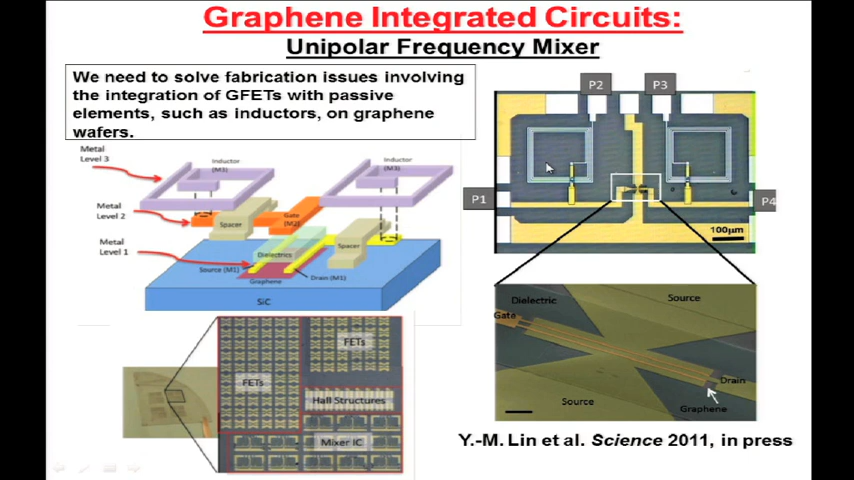 Graphene Integrated Circuits:
Unipolar Frequency Mixer
We need to solve fabrication issues involving
the integration of GFETs with passive
elements, such as inductors, on graphene
wafers.
Metal
Level 3
Inductor
(M3)
Inductor
(M3)
Metal
Level 2
Spacer
Gate
(M2)
Metal
Level 1
Dielectrics
Spacer
Source (M1)
Drain (M1)
Graphene
SiC
P2
P3
P1
P4
100µm
Dielectric
Source
Gate
Drain
Source
Graphene
FETs
FETs
Hall Structures
Mixer IC
Y.-M. Lin et al. Science 2011, in press